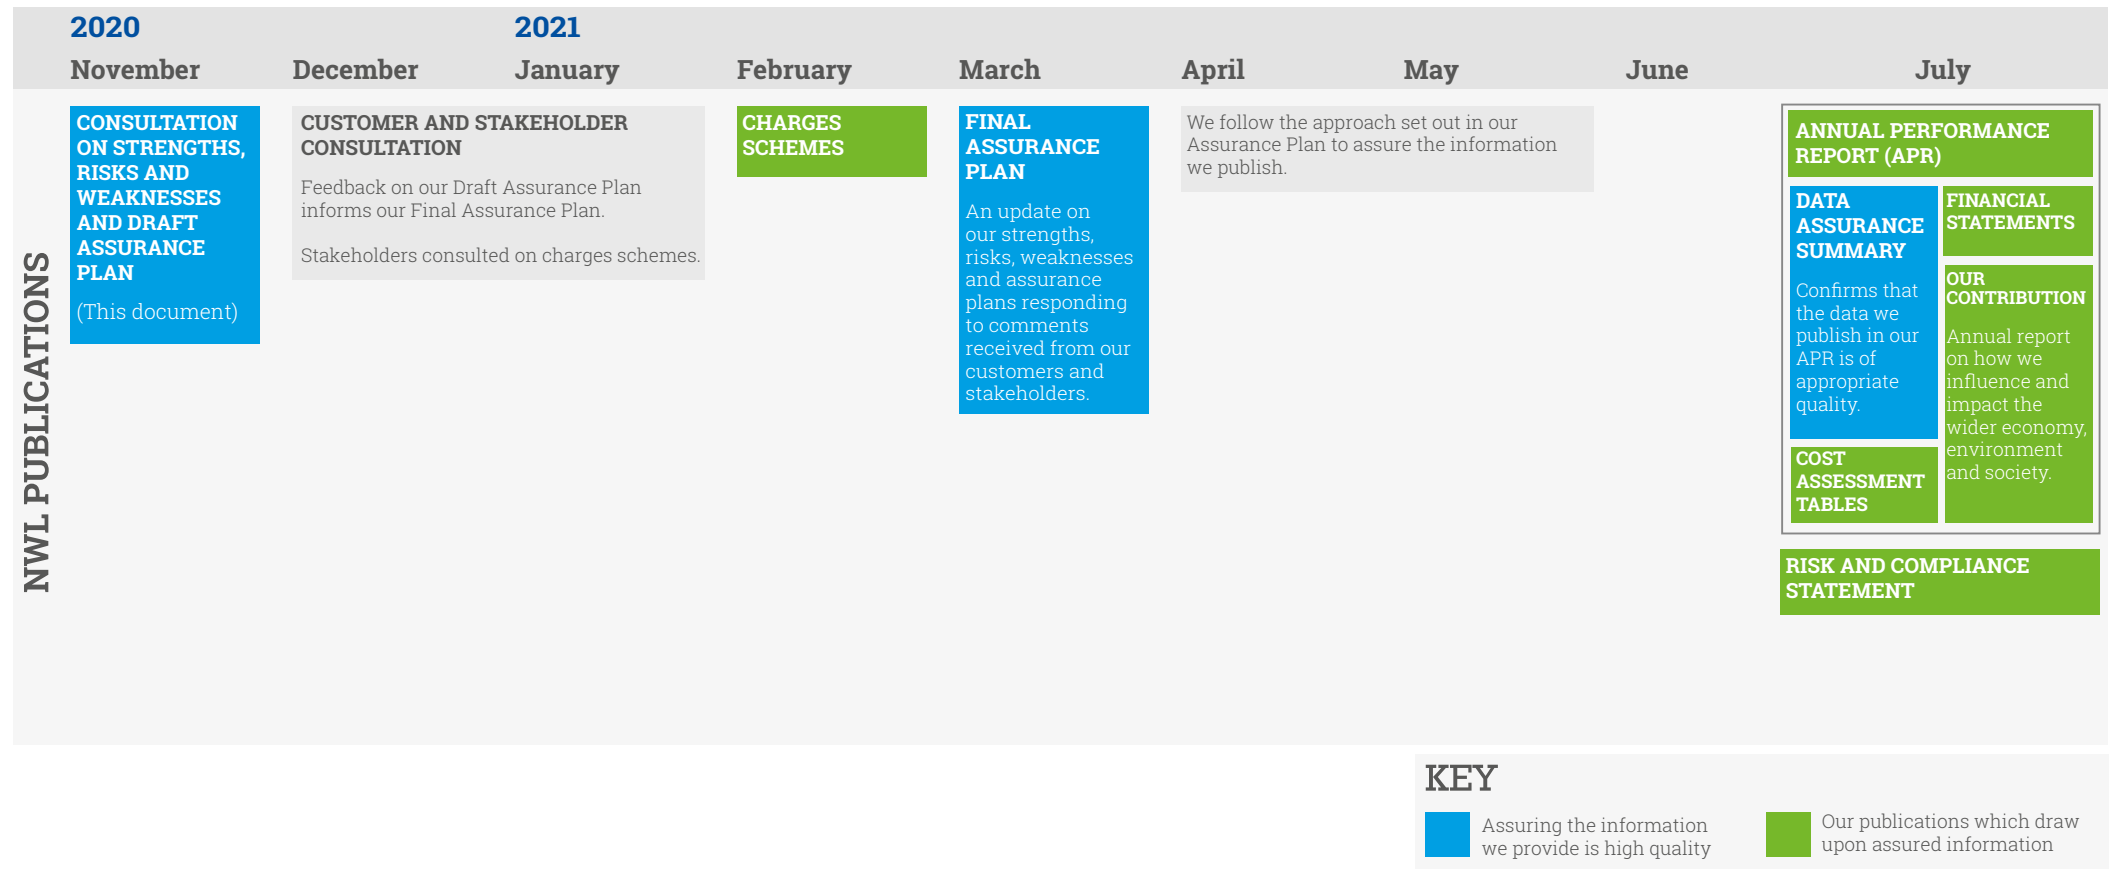 2020
2021
November
December
January
February
March
April
May
June
July
NWL PUBLICATIONS
CONSULTATION
ON STRENGTHS,
RISKS AND
WEAKNESSES
AND DRAFT
ASSURANCE
PLAN
(This document)
CUSTOMER AND STAKEHOLDER
CONSULTATION
Feedback on our Draft Assurance Plan
informs our Final Assurance Plan.
Stakeholders consulted on charges schemes.
CHARGES
SCHEMES
FINAL
ASSURANCE
PLAN
An update on
our strengths,
risks, weaknesses
and assurance
plans responding
to comments
received from our
customers and
stakeholders.
We follow the approach set out in our
Assurance Plan to assure the information
we publish.
ANNUAL PERFORMANCE
REPORT (APR)
DATA
ASSURANCE
SUMMARY
Confirms that
the data we
publish in our
APR is of
appropriate
quality.
FINANCIAL
STATEMENTS
OUR
CONTRIBUTION
Annual report
on how we
influence and
impact the
wider economy,
environment
and society.
COST
ASSESSMENT
TABLES
RISK AND COMPLIANCE
STATEMENT
KEY
Assuring the information
we provide is high quality
Our publications which draw
upon assured information